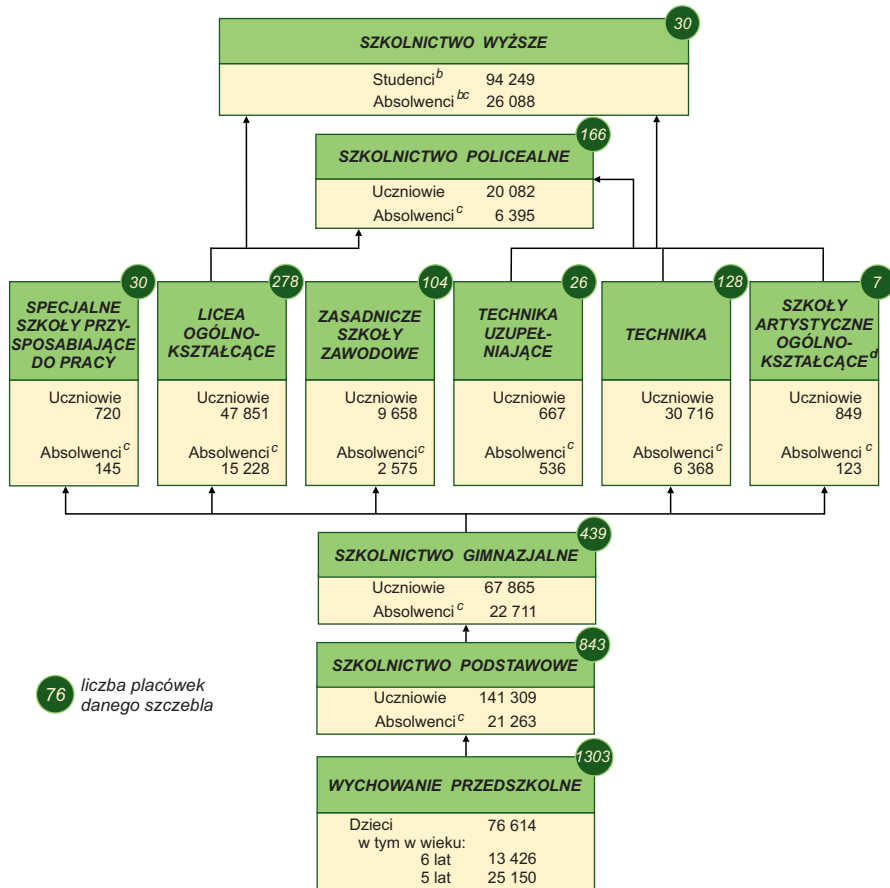 30
SZKOLNICTWO WYŻSZE
Studenci b 94 249
Absolwenci bc 26 088
166
SZKOLNICTWO POLICEALNE
Uczniowie 20 082
Absolwenci c 6 395
30
SPECJALNE
SZKOŁY PRZY-
SPOSABIAJĄCE
DO PRACY
Uczniowie
720
Absolwenci c
145
278
LICEA
OGÓLNO-
KSZTAŁCĄCE
Uczniowie
47 851
Absolwenci c
15 228
104
ZASADNICZE
SZKOŁY
ZAWODOWE
Uczniowie
9 658
Absolwenci c
2 575
26
TECHNIKA
UZUPEŁ-
NIAJĄCE
Uczniowie
667
Absolwenci c
536
128
TECHNIKA
Uczniowie
30 716
Absolwenci c
6 368
7
SZKOŁY
ARTYSTYCZNE
OGÓLNO-
KSZTAŁCĄCE d
Uczniowie
849
Absolwenci c
123
439
SZKOLNICTWO GIMNAZJALNE
Uczniowie 67 865
Absolwenci c 22 711
843
SZKOLNICTWO PODSTAWOWE
Uczniowie 141 309
Absolwenci c 21 263
76 liczba placówek
danego szczebla
1303
WYCHOWANIE PRZEDSZKOLNE
Dzieci 76 614
w tym w wieku:
6 lat 13 426
5 lat 25 150